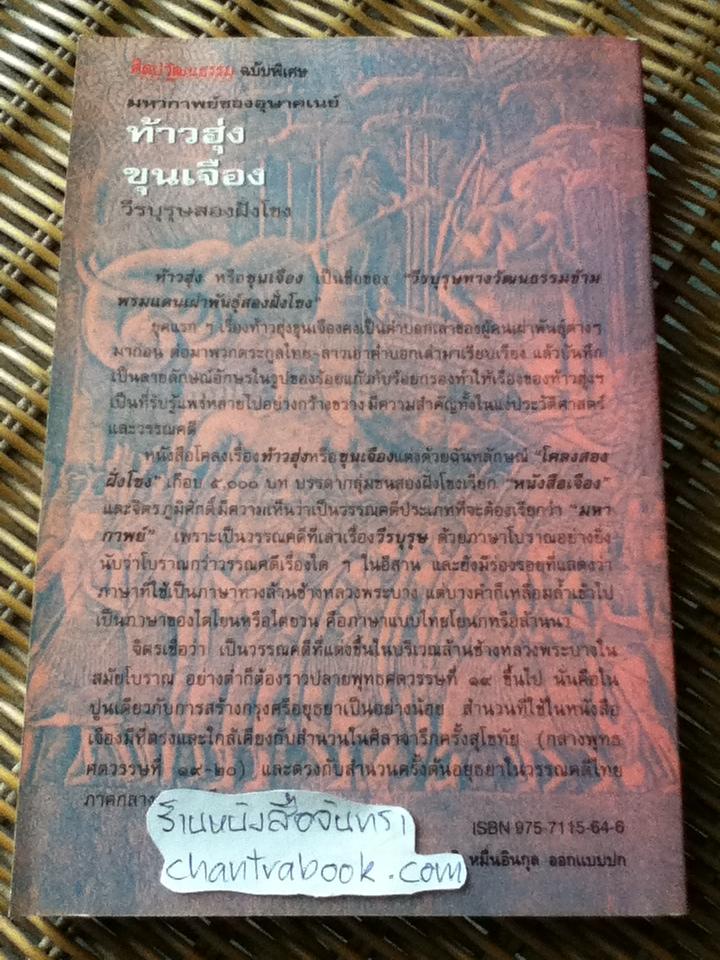 ศิลปวัฒนธรรม ฉบับพิเศษ
มหากาพย์ของอุษาคเนย์
ท้าวฮุ่ง
ขุนเจือง
วีรบุรุษสองฝั่งโขง
ท้าวฮุ่ง หรือขุนเจือง เป็นชื่อของ "วีรบุรุษทางวัฒนธรรมข้าม
พรมแดนเผ่าพันธุ์สองฝั่งโขง"
ยุคแรก ๆ เรื่องท้าวฮุ่งขุนเจืองคงเป็นคำบอกเล่าของผู้คนเผ่าพันธุ์ต่างๆ
มาก่อน ต่อมาพวกตระกูลไทย-ลาวเอาคำบอกเล่ามาเรียบเรียง แล้วบันทึก
เป็นลายลักษณ์อักษรในรูปของร้อยแก้วกับร้อยกรองทำให้เรื่องของท้าวฮุ่งฯ
เป็นที่รับรู้แพร่หลายไปอย่างกว้างขวาง มีความสำคัญทั้งในแง่ประวัติศาสตร์
และวรรณคดี
หนังสือโคลงเรื่องท้าวฮุ่งหรือขุนเจืองแต่งด้วยฉันทลักษณ์ "โคลงสอง
ฝั่งโขง" เกือบ ๕,๐๐๐ บท บรรดากลุ่มชนสองฝั่งโขงเรียก "หนังสือเจือง"
และจิตร ภูมิศักดิ์มีความเห็นว่าเป็นวรรณคดีประเภทที่จะต้องเรียกว่า "มหา
กาพย์" เพราะเป็นวรรณคดีที่เล่าเรื่องวีรบุรุษ ด้วยภาษาโบราณอย่างยิ่ง
นับว่าโบราณกว่าวรรณคดีเรื่องใด ๆ ในอีสาน และยังมีร่องรอยที่แสดงว่า
ภาษาที่ใช้เป็นภาษาทางล้านช้างหลวงพระบาง แต่บางคำก็เหลื่อมล้ำเข้าไป
เป็นภาษาของไตโยนหรือไตยวน คือภาษาแบบไทยโยนกหรือล้านนา
จิตรเชื่อว่า เป็นวรรณคดีที่แต่งขึ้นในบริเวณล้านช้างหลวงพระบางใน
สมัยโบราณ อย่างต่ำก็ต้องราวปลายพุทธศตวรรษที่ ๑๙ ขึ้นไป นั่นคือใน
ปูนเดียวกับการสร้างกรุงศรีอยุธยาเป็นอย่างน้อย สำนวนที่ใช้ในหนังสือ
เจืองมีที่ตรงและใกล้เคียงกับสำนวนในศิลาจารึกครั้งสุโขทัย (กลางพุทธ
ศตวรรษที่ ๑๙-๒๐) และตรงกับสำนวนครั้งต้นอยุธยาในวรรณคดีไทย
ภาคกลาง
ร้านหนังสือจันทรา
chantrabook.com
ISBN 975-7115-64-6
หมื่นอินกุล ออกแบบปก